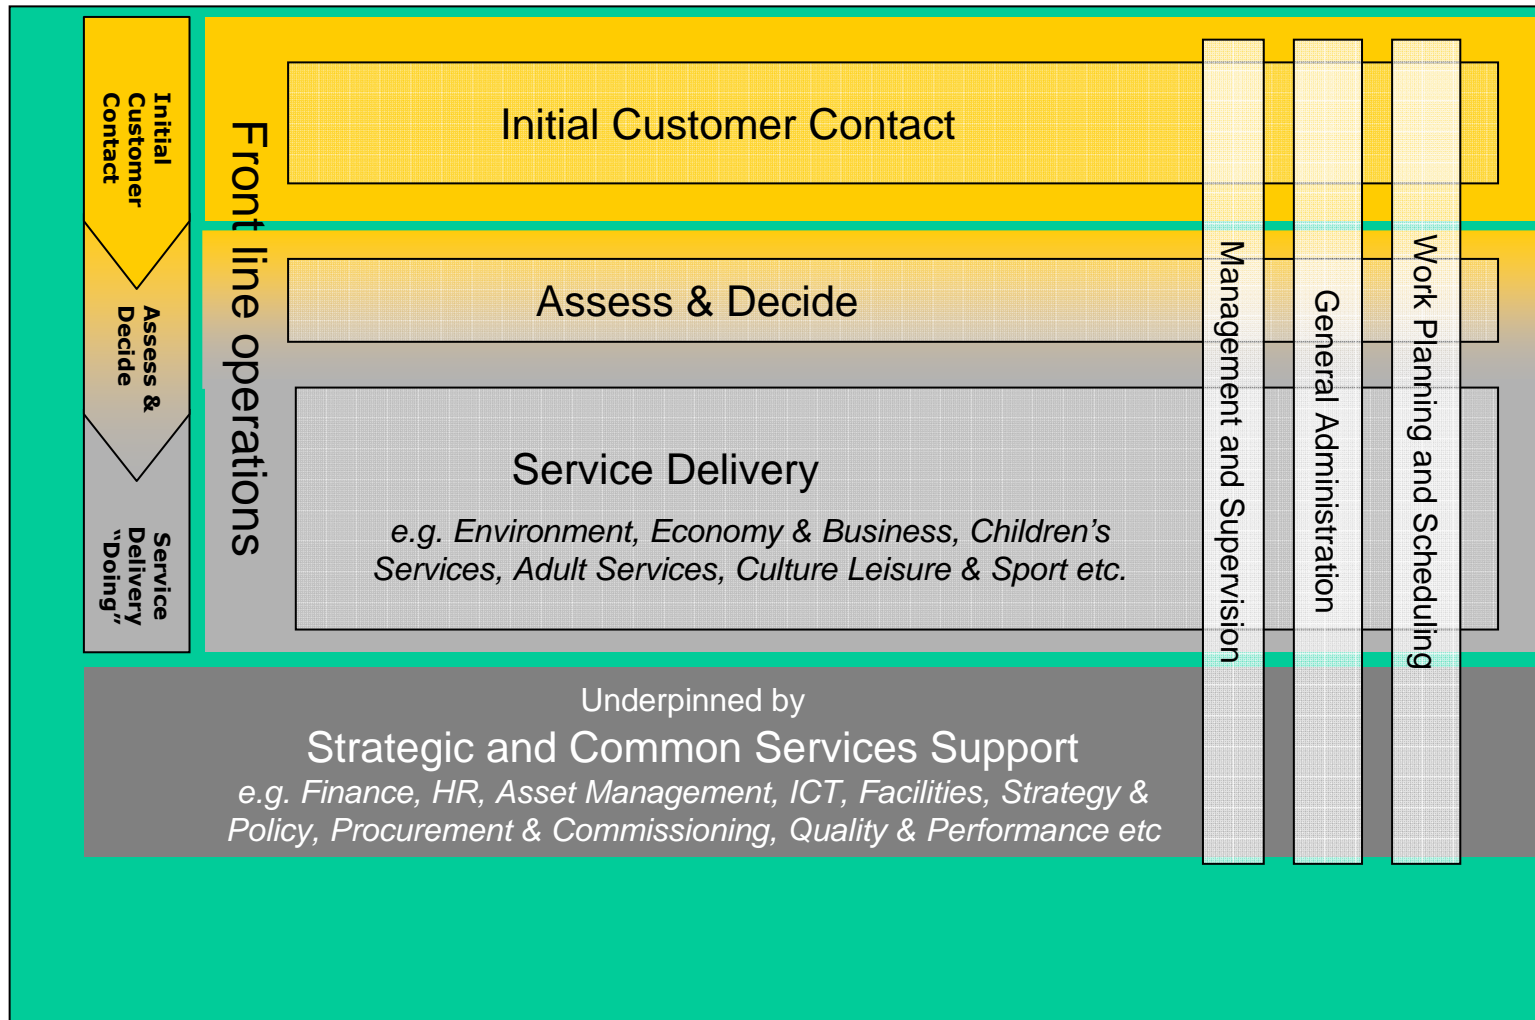 Initial
Customer
Contact
Assess &
Decide
Service
Delivery
“Doing”
Front line operations
Initial Customer Contact
Assess & Decide
Service Delivery
e.g. Environment, Economy & Business, Children’s
Services, Adult Services, Culture Leisure & Sport etc.
Management and Supervision
General Administration
Work Planning and Scheduling
Underpinned by
Strategic and Common Services Support
e.g. Finance, HR, Asset Management, ICT, Facilities, Strategy &
Policy, Procurement & Commissioning, Quality & Performance etc